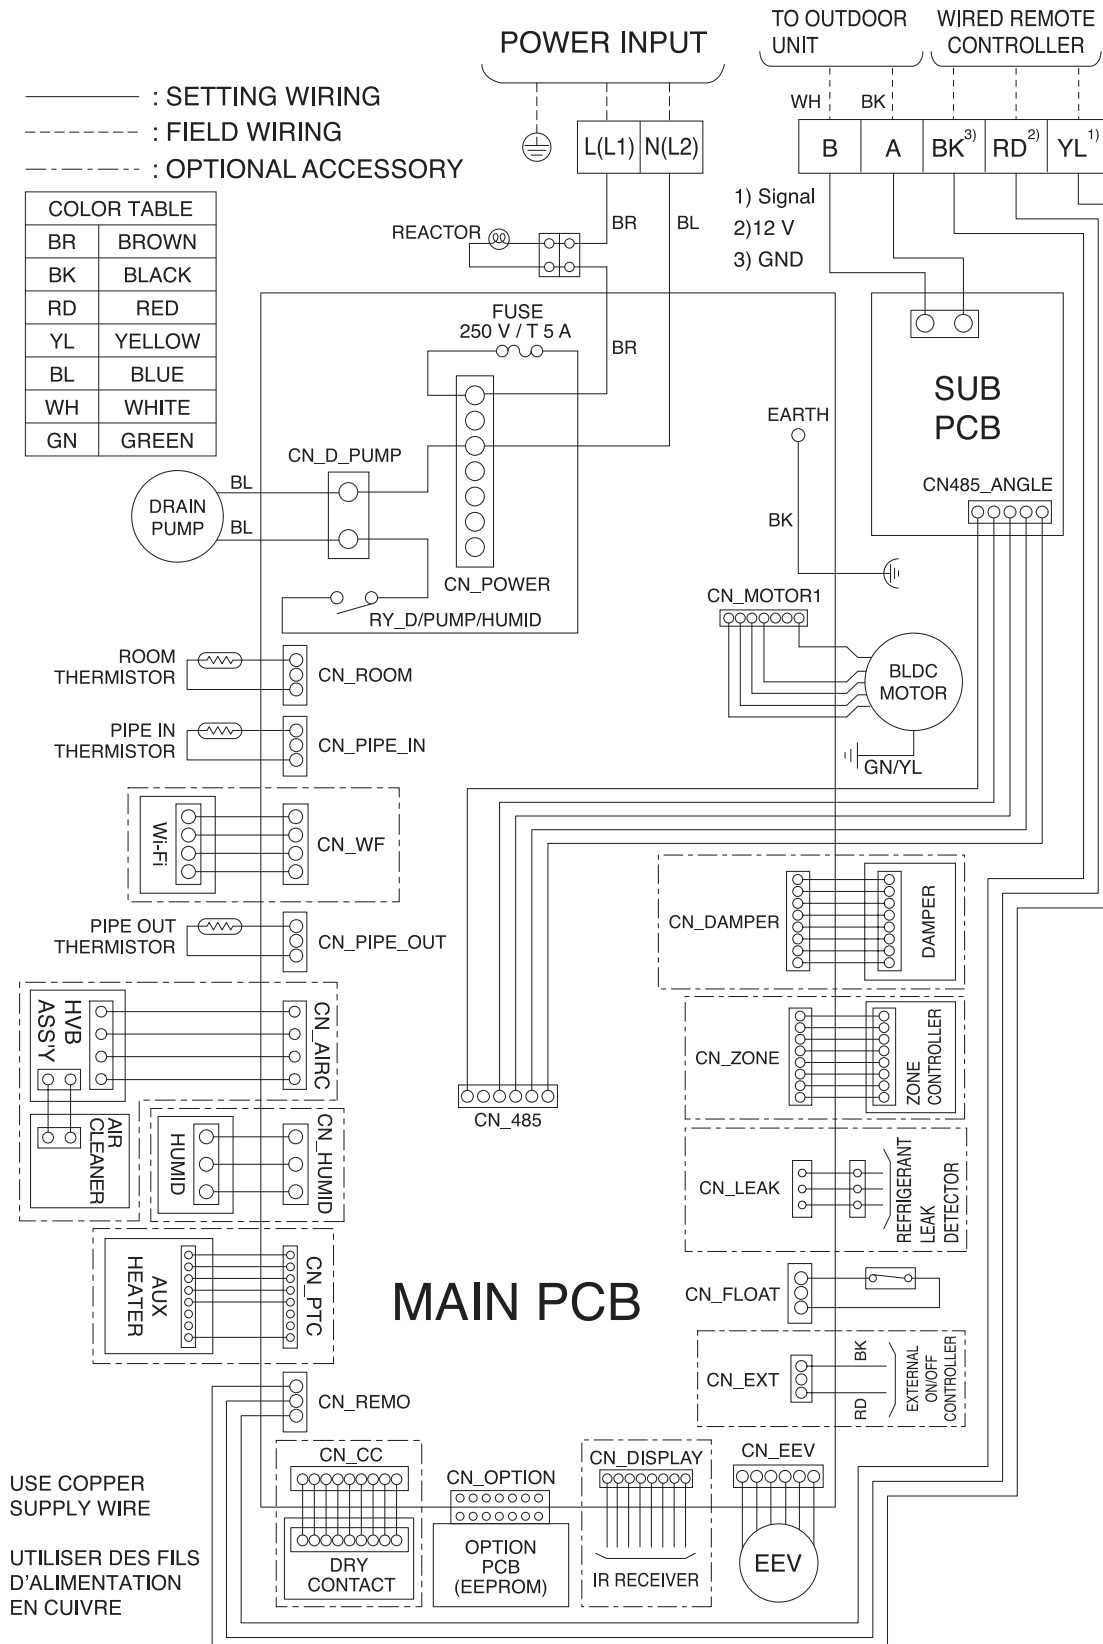 POWER INPUT
TO OUTDOOR
UNIT
WIRED REMOTE
CONTROLLER
: SETTING WIRING
: FIELD WIRING
: OPTIONAL ACCESSORY
WH
BK
L(L1)
N(L2)
B
A
BK3)
RD2)
YL1)
1) Signal
2)12 V
3) GND
COLOR TABLE
BR BROWN
BK BLACK
RD RED
YL YELLOW
BL BLUE
WH WHITE
GN GREEN
REACTOR
BR
BL
FUSE
250 V / T 5 A
BR
SUB
PCB
EARTH
CN_D_PUMP
CN485_ANGLE
BL
DRAIN
PUMP
BL
BK
CN_POWER
CN_MOTOR1
RY_D/PUMP/HUMID
ROOM
THERMISTOR
CN_ROOM
BLDC
MOTOR
PIPE IN
THERMISTOR
CN_PIPE_IN
GN/YL
Wi-Fi
CN_WF
PIPE OUT
THERMISTOR
CN_PIPE_OUT
CN_DAMPER
DAMPER
HVB
ASS'Y
CN_AIRC
CN_ZONE
ZONE
CONTROLLER
CN_485
AIR
CLEANER
HUMID
CN_HUMID
CN_LEAK
REFRIGERANT
LEAK
DETECTOR
AUX
HEATER
CN_PTC
MAIN PCB
CN_FLOAT
CN_EXT
BK
RD
EXTERNAL
ON/OFF
CONTROLLER
CN_REMO
CN_CC
CN_OPTION
CN_DISPLAY
CN_EEV
USE COPPER
SUPPLY WIRE
DRY
CONTACT
OPTION
PCB
(EEPROM)
IR RECEIVER
EEV
UTILISER DES FILS
D'ALIMENTATION
EN CUIVRE